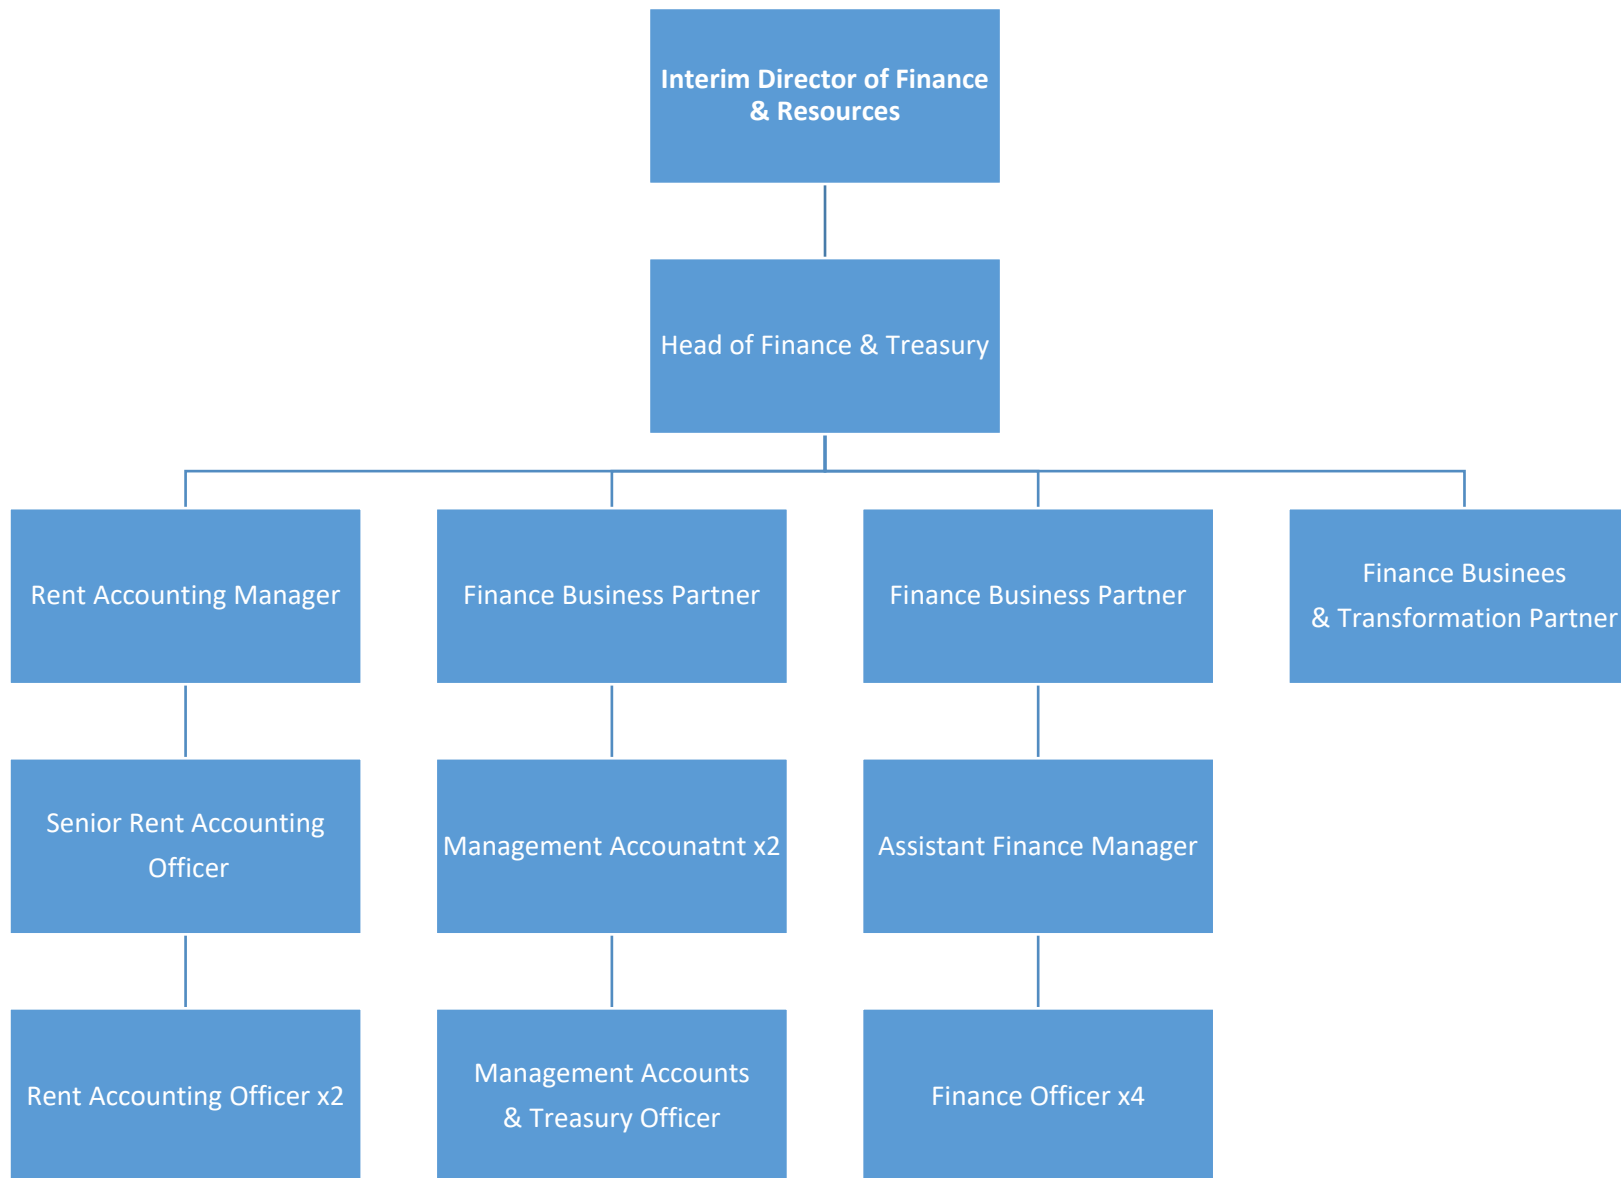 Interim Director of Finance
& Resources
Head of Finance & Treasury
Rent Accounting Manager
Finance Business Partner
Finance Business Partner
Finance Businees
& Transformation Partner
Senior Rent Accounting
Officer
Management Accounatnt x2
Assistant Finance Manager
Rent Accounting Officer x2
Management Accounts
& Treasury Officer
Finance Officer x4